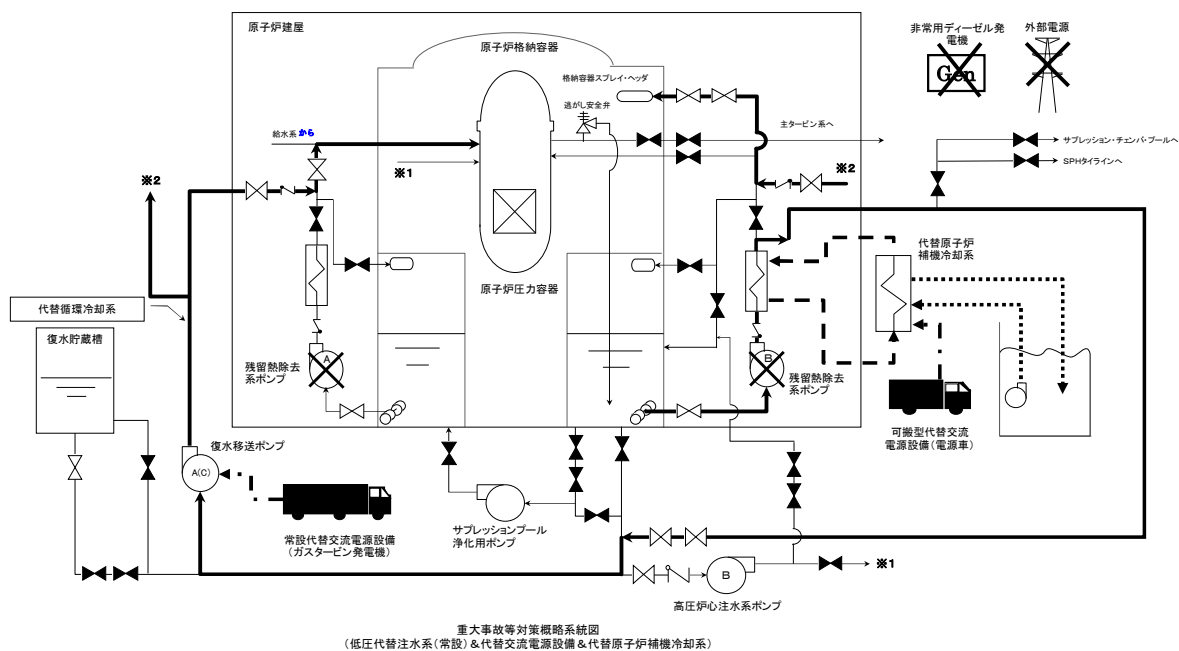 原子炉建屋
原子炉格納容器
非常用ディーゼル発
電機
外部電源
Gen
格納容器スプレイ・ヘッダ
逃がし安全弁
給水系から
主タービン系へ
サプレッション・チェンバ・プールへ
SPHタイラインへ
※1
※2
※2
代替原子炉
補機冷却系
原子炉圧力容器
代替循環冷却系
復水貯蔵槽
A
B
残留熱除去
系ポンプ
残留熱除去
系ポンプ
可搬型代替交流
電源設備(電源車)
復水移送ポンプ
A(C)
常設代替交流電源設備
(ガスタービン発電機)
サプレッションプール
浄化用ポンプ
B
※1
高圧炉心注水系ポンプ
重大事故等対策概略系統図
(低圧代替注水系(常設)&代替交流電源設備&代替原子炉補機冷却系)